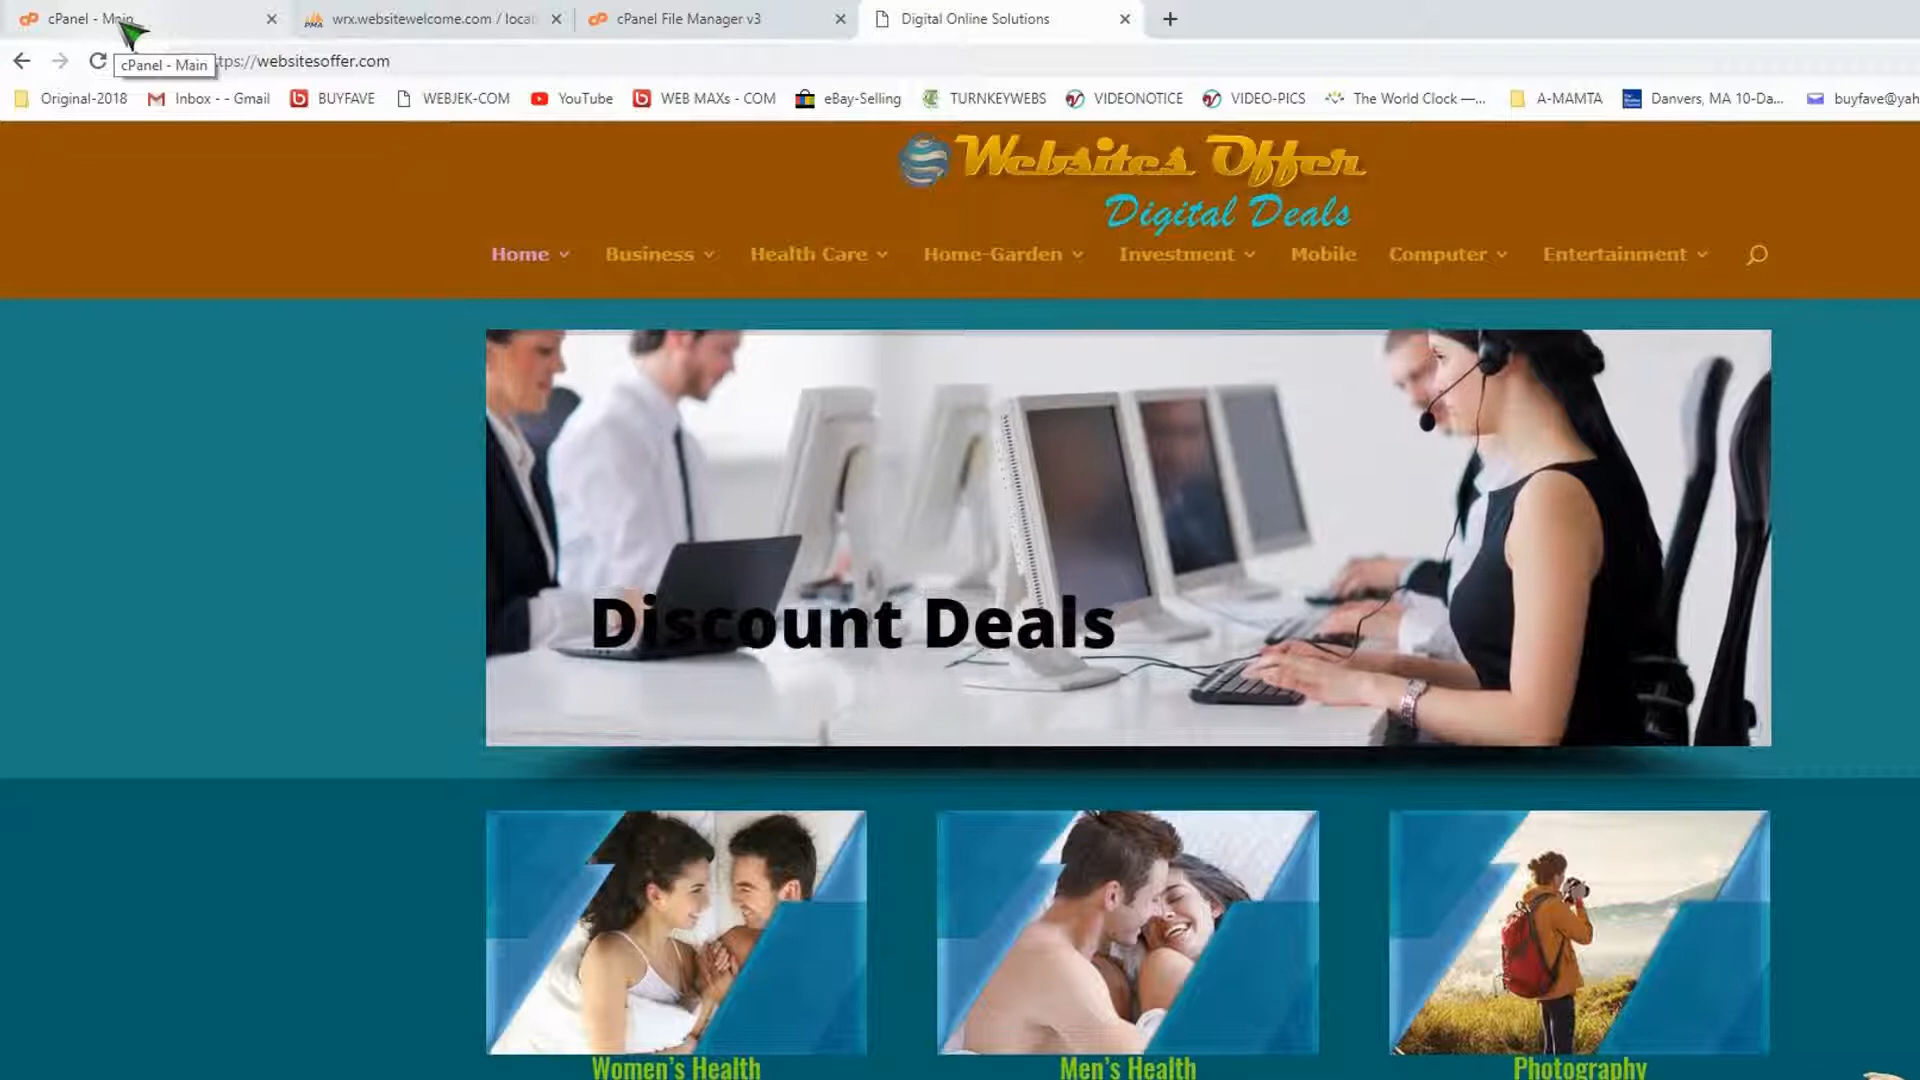 cPanel - Main
wrx.websitewelcome.com / loca
cPanel File Manager v3
Digital Online Solutions
cPanel - Main
tps://websitesoffer.com
Original-2018
Inbox - - Gmail
BUYFAVE
WEBJEK-COM
YouTube
WEB MAXs - COM
eBay-Selling
TURNKEYWEBS
VIDEONOTICE
VIDEO-PICS
The World Clock —...
A-MAMTA
Danvers, MA 10-Da...
buyfave@yah
Websites Offer
Digital Deals
Home
Business
Health Care
Home-Garden
Investment
Mobile
Computer
Entertainment
Discount Deals
Women's Health
Men's Health
Photography